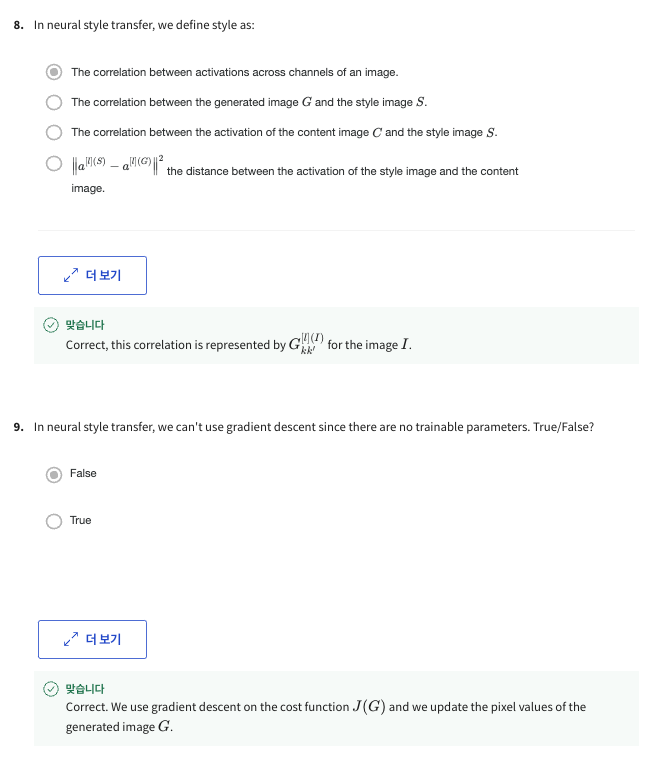 8. In neural style transfer, we define style as:
The correlation between activations across channels of an image.
The correlation between the generated image G and the style image S.
The correlation between the activation of the content image C and the style image S.
‖a^{[l](S)} − a^{[l](G)}‖² the distance between the activation of the style image and the content
image.
더 보기
맞습니다
Correct, this correlation is represented by G^{[l](I)}_{kk'} for the image I.
9. In neural style transfer, we can't use gradient descent since there are no trainable parameters. True/False?
False
True
더 보기
맞습니다
Correct. We use gradient descent on the cost function J(G) and we update the pixel values of the
generated image G.